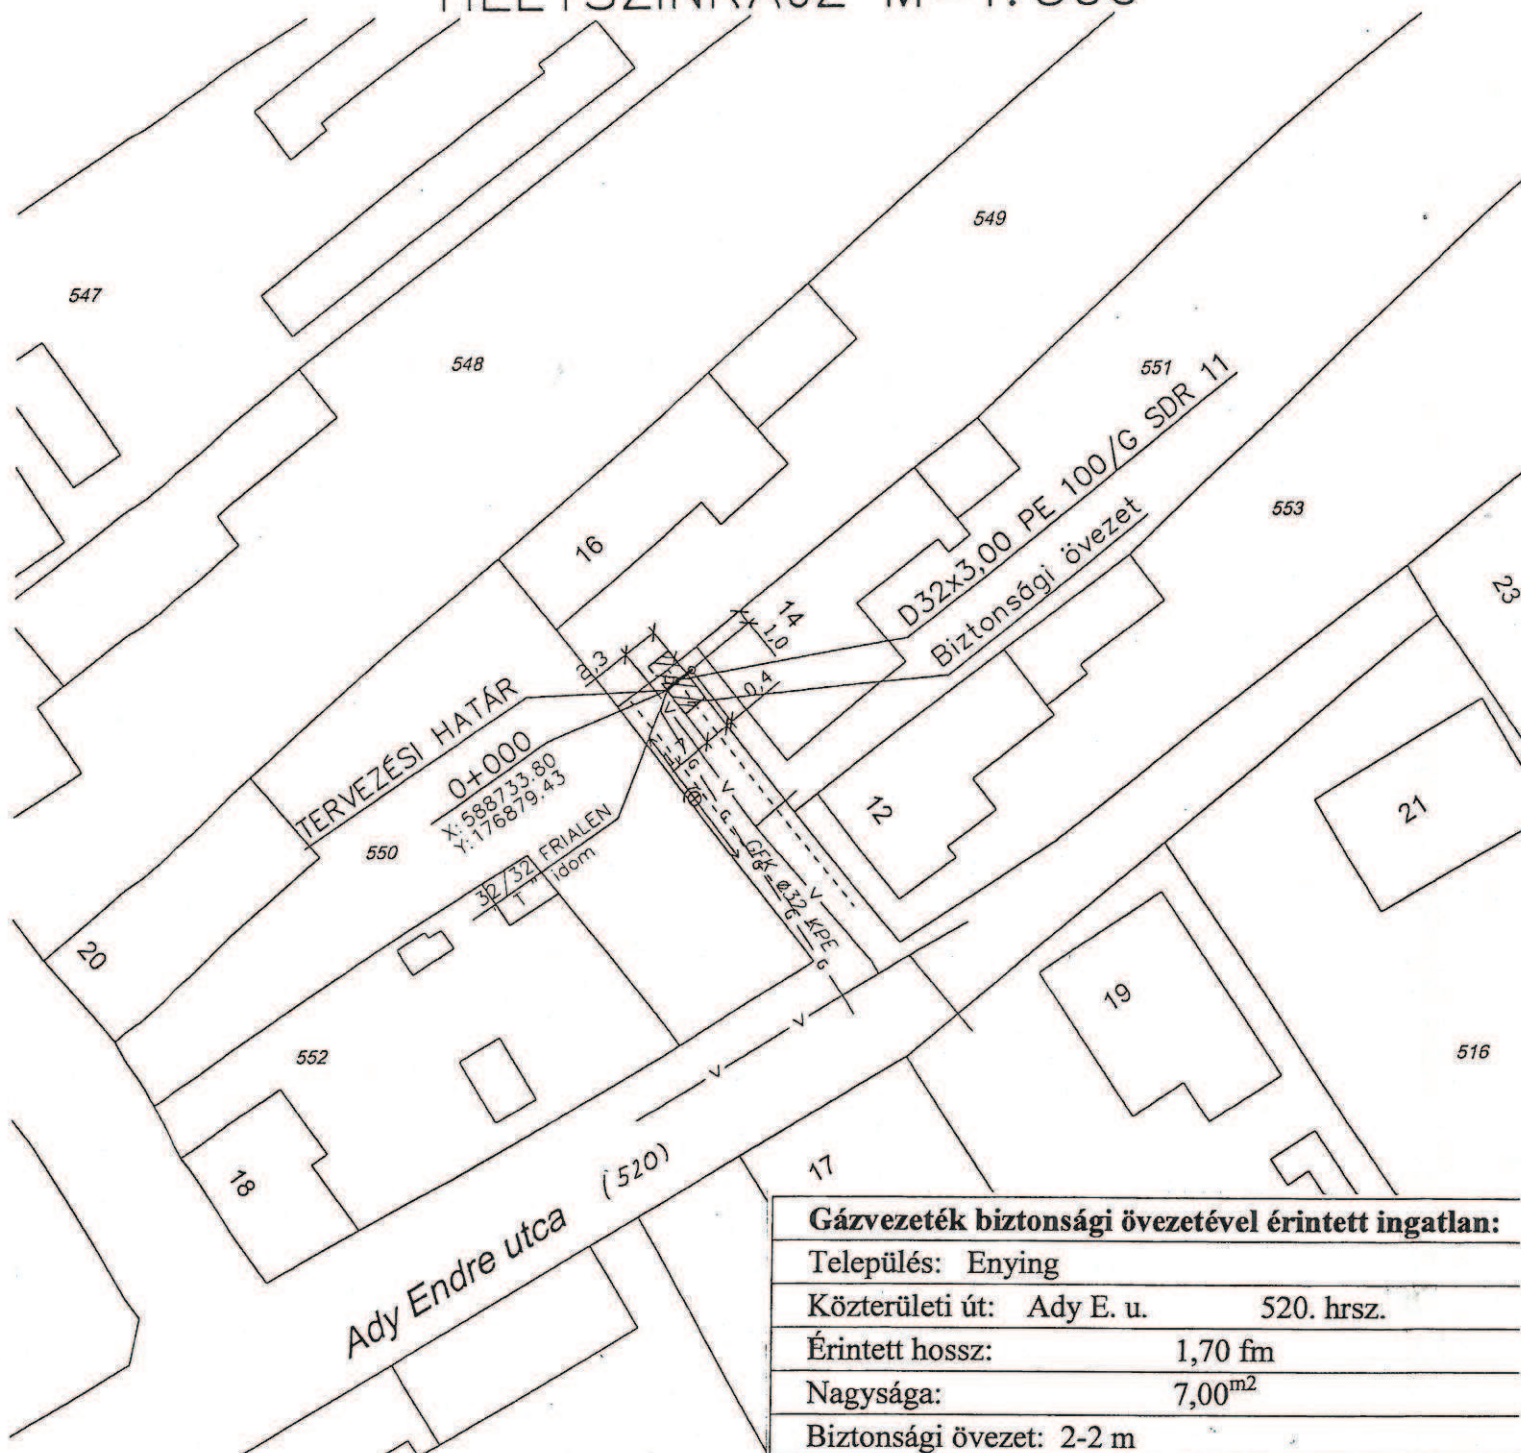 HELYSZÍNRAJZ M=1:500
549
547
548
551
553
D32x3,00 PE 100/G SDR 11
Biztonsági övezet
16
14
1,0
23
0,4
TERVEZÉSI HATÁR
0+000
X:588733.80
Y:176879.43
550
32/32 FRIALEN
"T" idom
GFK ø32 KPE
V
V
V
G
G
G
G
G
12
21
20
V
V
19
552
516
18
17
(520)
Ady Endre utca
Gázvezeték biztonsági övezetével érintett ingatlan:
Település: Enying
Közterületi út: Ady E. u. 520. hrsz.
Érintett hossz: 1,70 fm
Nagysága: 7,00m2
Biztonsági övezet: 2-2 m